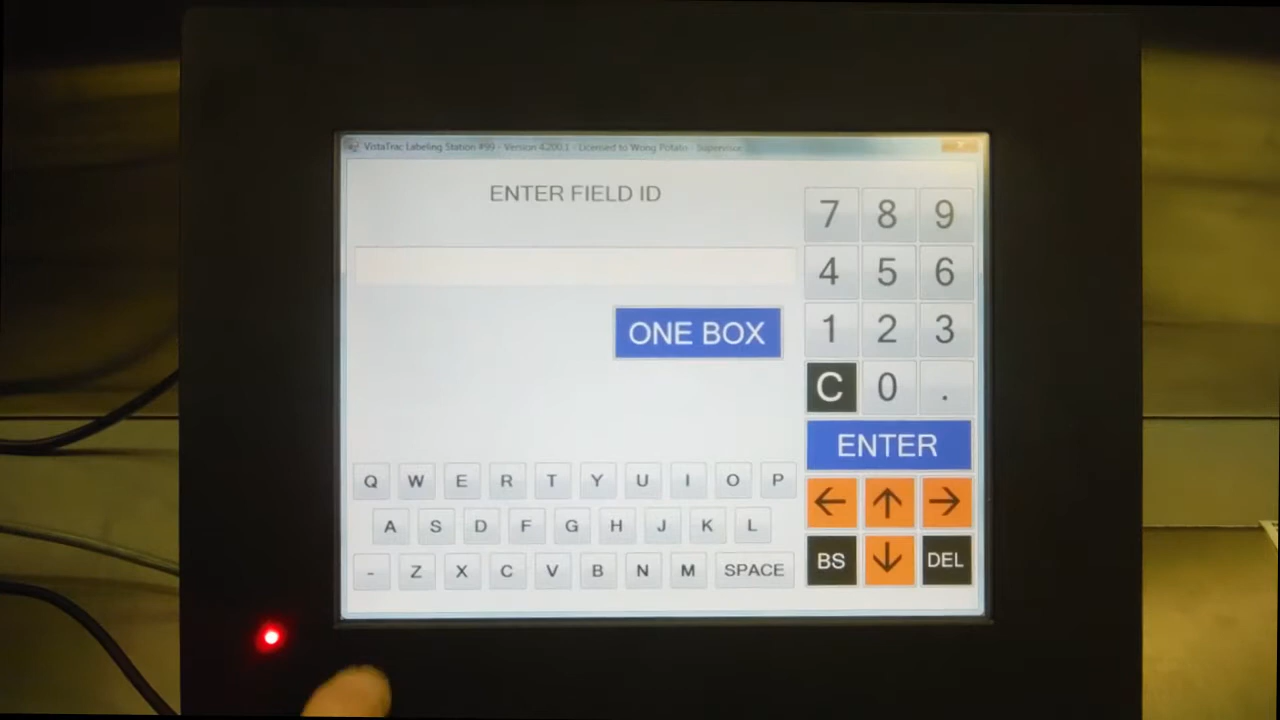 VistaTrac Labeling Station #99 - Version 4.200.1 - Licensed to Wong Potato - Supervisor
ENTER FIELD ID
7 8 9
4 5 6
ONE BOX
1 2 3
C 0 .
ENTER
Q W E R T Y U I O P
← ↑ →
A S D F G H J K L
- Z X C V B N M SPACE
BS ↓ DEL